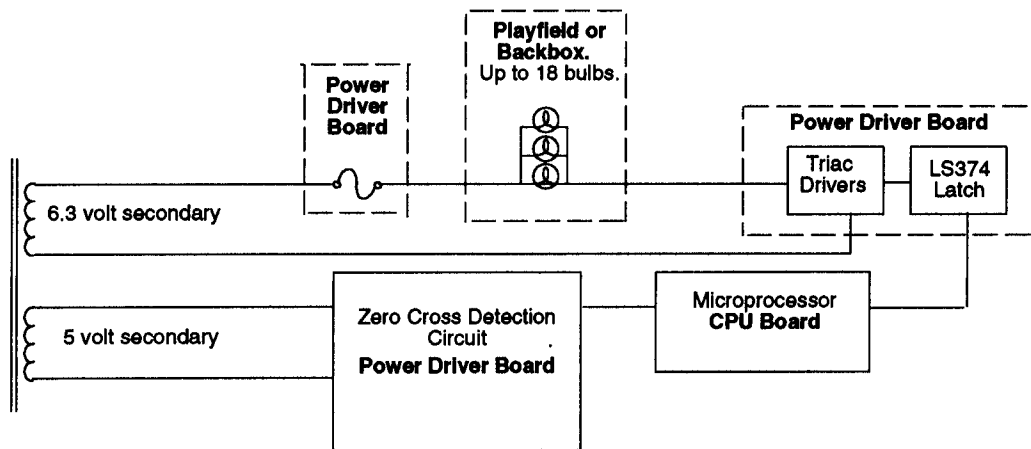 Playfield or
Backbox.
Up to 18 bulbs.
Power
Driver
Board
Power Driver Board
Triac
Drivers
LS374
Latch
6.3 volt secondary
5 volt secondary
Zero Cross Detection
Circuit
Power Driver Board
Microprocessor
CPU Board